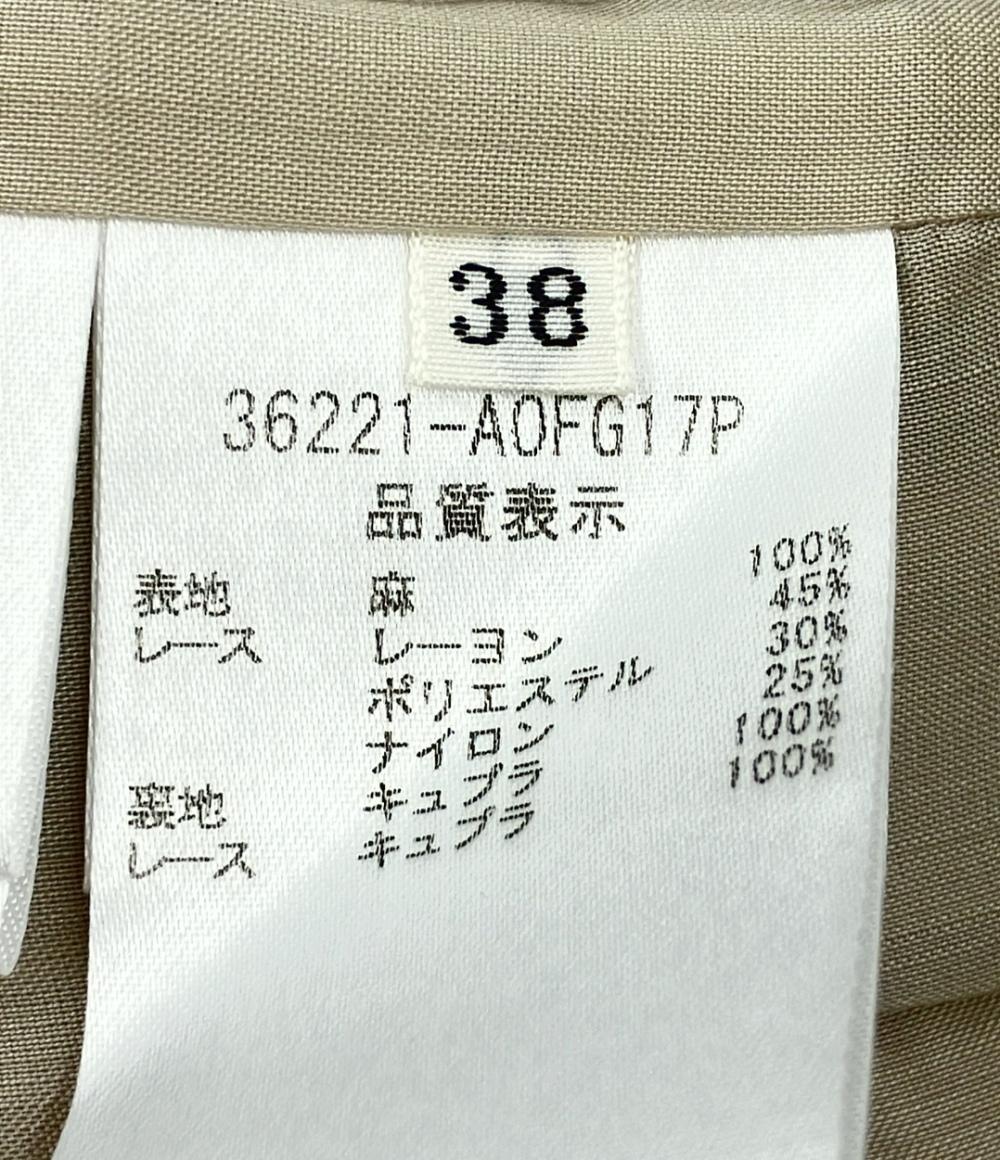 38
36221-A0FG17P
品質表示
表地 麻 100%
レース レーヨン 45%
ポリエステル 30%
ナイロン 25%
裏地 キュプラ 100%
レース キュプラ 100%